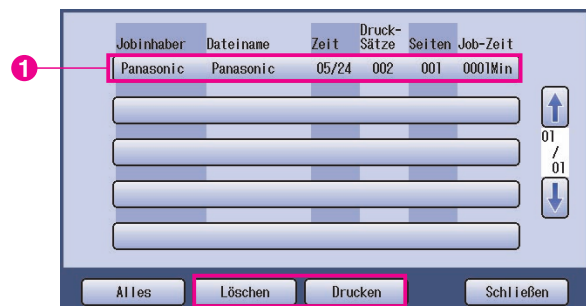 Jobinhaber Dateiname Zeit Druck-Sätze Seiten Job-Zeit
1 Panasonic Panasonic 05/24 002 001 0001Min
01
/
01
Alles Löschen Drucken Schließen